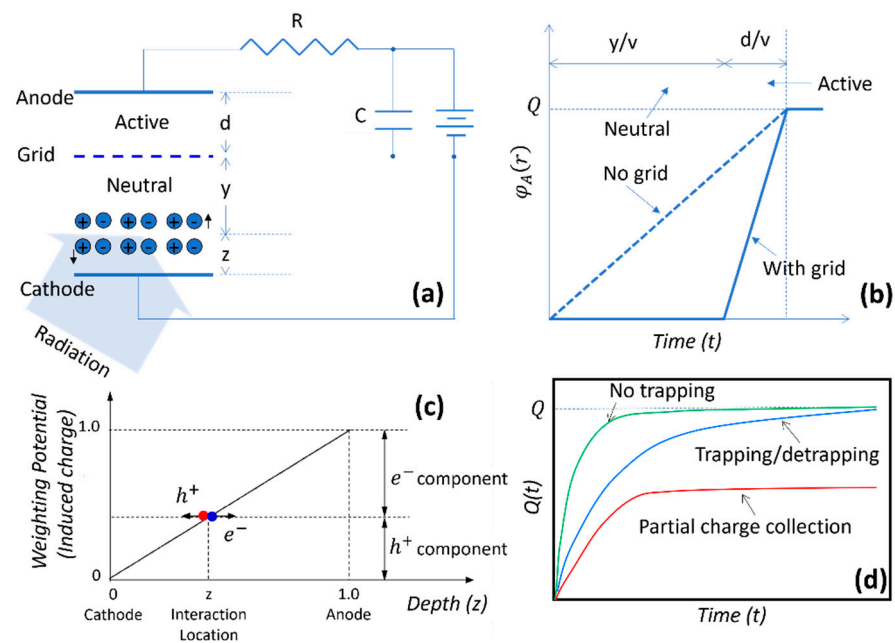 R
Anode
Active
d
C
Grid
Neutral
y
+ - + - + -
+ - + - + -
z
Cathode
Radiation
(a)
y/v
d/v
Active
Q
Neutral
φA(r)
No grid
With grid
(b)
Time (t)
(c)
Weighting Potential
(Induced charge)
1.0
h⁺
e⁻
e⁻ component
h⁺ component
0
0
z
1.0
Depth (z)
Cathode
Interaction
Location
Anode
No trapping
Q
Trapping/detrapping
Q(t)
Partial charge collection
(d)
Time (t)